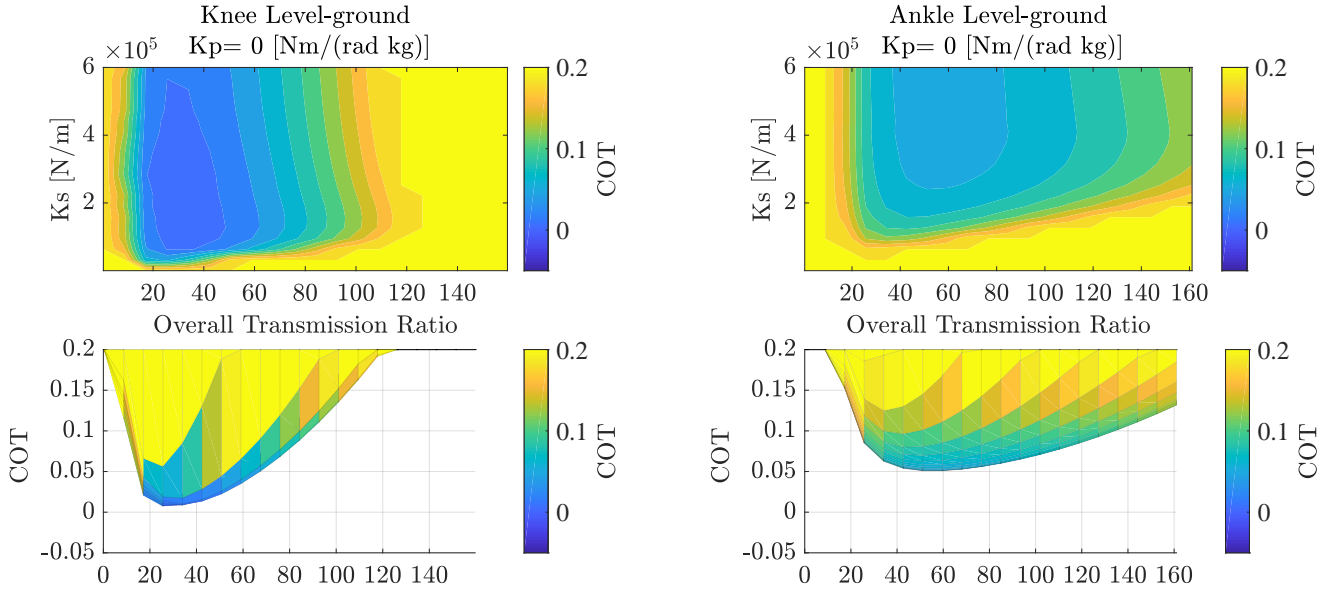 Knee Level-ground
×10⁵ Kp= 0 [Nm/(rad kg)]
6
4
2
Ks [N/m]
20 40 60 80 100 120 140
Overall Transmission Ratio
0.2
0.1
0
COT
Ankle Level-ground
×10⁵ Kp= 0 [Nm/(rad kg)]
6
4
2
Ks [N/m]
20 40 60 80 100 120 140 160
Overall Transmission Ratio
0.2
0.1
0
COT
0.2
0.15
0.1
0.05
0
-0.05
COT
0 20 40 60 80 100 120 140
0.2
0.1
0
COT
0.2
0.15
0.1
0.05
0
-0.05
COT
0 20 40 60 80 100 120 140 160
0.2
0.1
0
COT